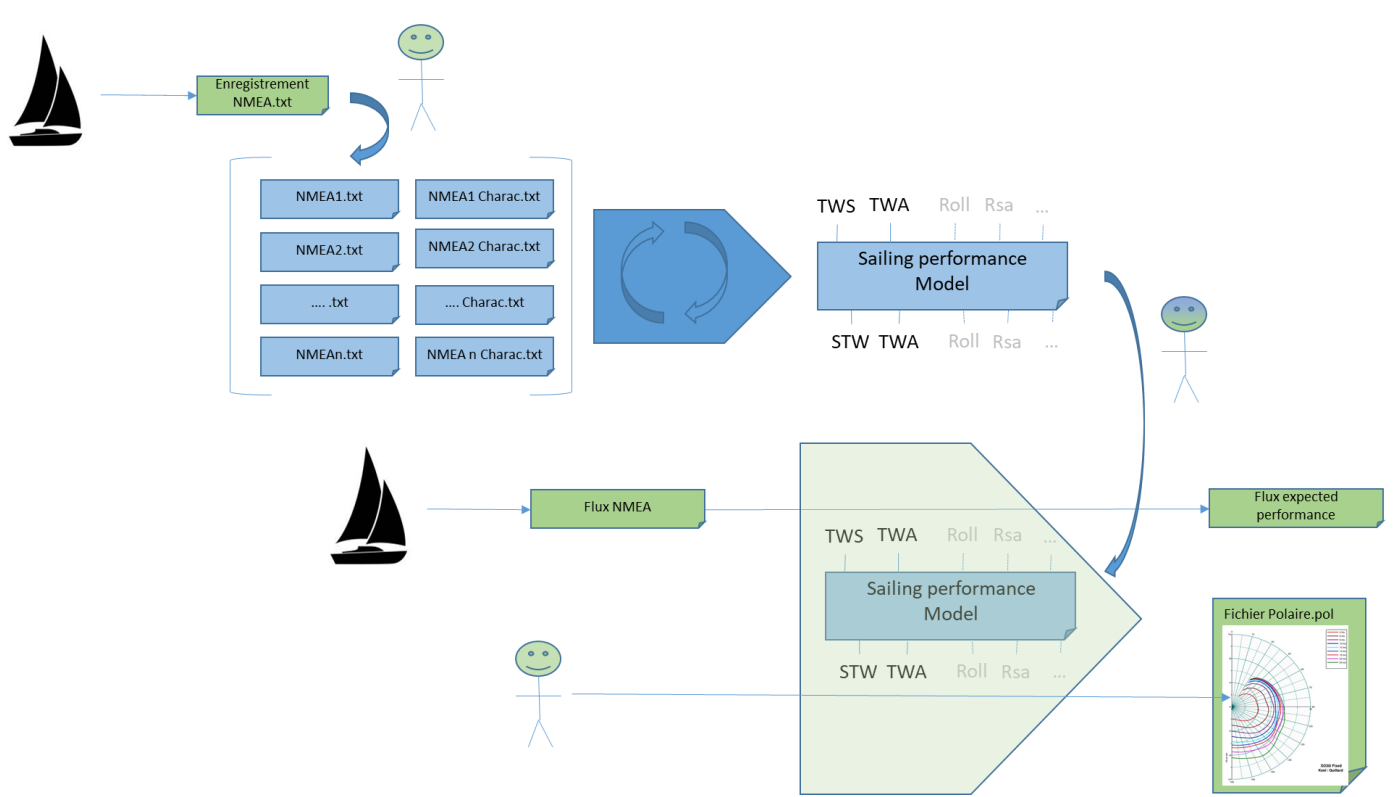 Enregistrement
NMEA.txt
NMEA1.txt
NMEA1 Charac.txt
NMEA2.txt
NMEA2 Charac.txt
.... .txt
.... Charac.txt
NMEAn.txt
NMEA n Charac.txt
TWS TWA Roll Rsa ...
Sailing performance
Model
STW TWA Roll Rsa ...
Flux NMEA
Flux expected
performance
TWS TWA Roll Rsa ...
Sailing performance
Model
STW TWA Roll Rsa ...
Fichier Polaire.pol